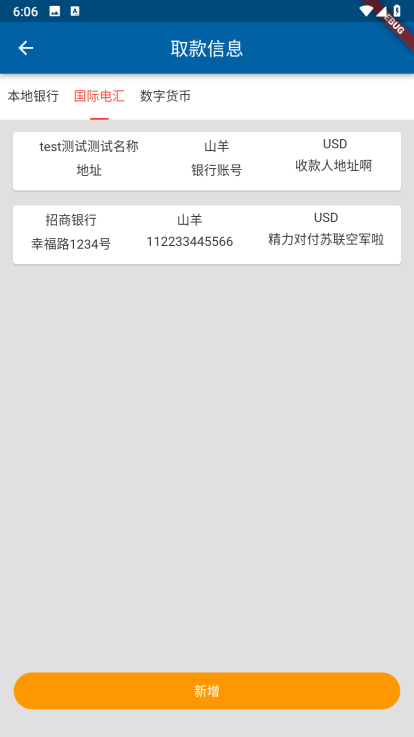 6:06
DEBUG
取款信息
本地银行 国际电汇 数字货币
test测试测试名称 山羊 USD
地址 银行账号 收款人地址啊
招商银行 山羊 USD
幸福路1234号 112233445566 精力对付苏联空军啦
新增